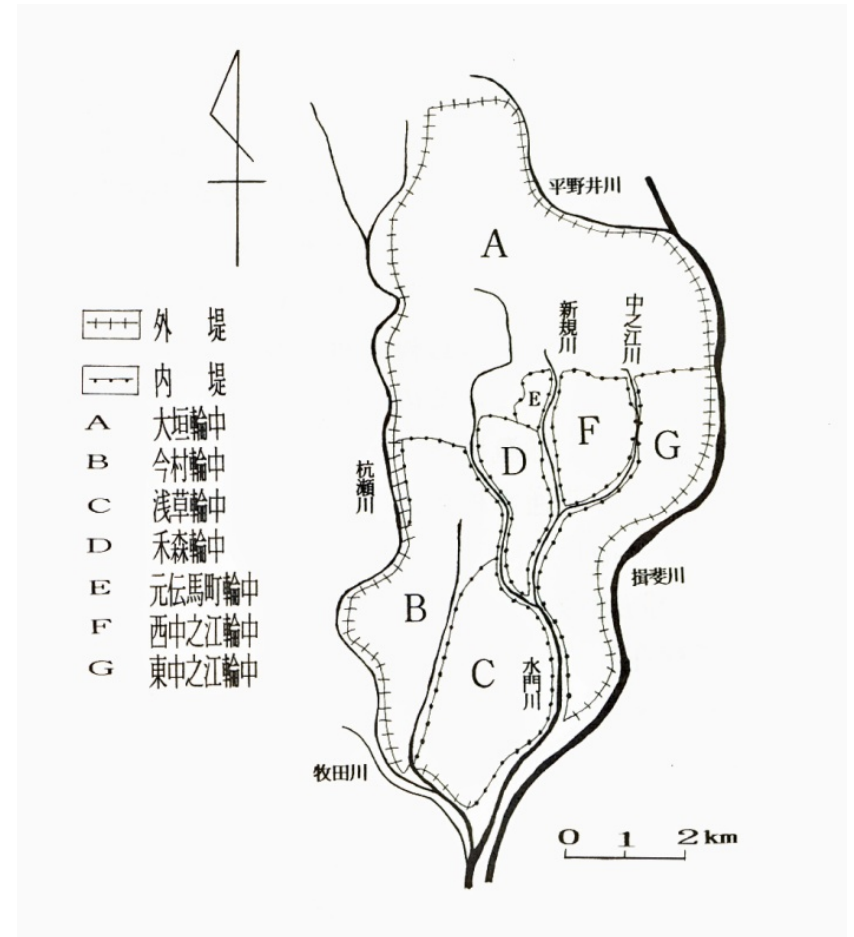 平野井川
A
新規川
中之江川
外 堤
内 堤
A 大垣輪中
B 今村輪中
C 浅草輪中
D 禾森輪中
E 元伝馬町輪中
F 西中之江輪中
G 東中之江輪中
E
F
G
D
杭瀬川
揖斐川
B
C
水門川
牧田川
0 1 2km